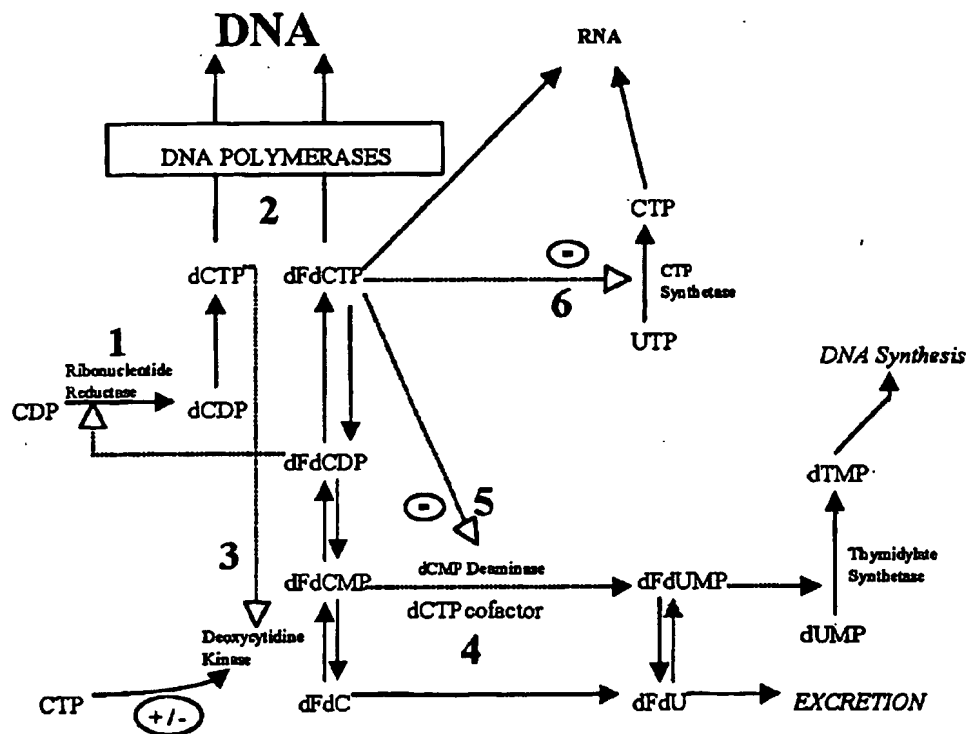 DNA
RNA
DNA POLYMERASES
2
CTP
dCTP
dFdCTP
-
6
CTP
Synthetase
UTP
1
Ribonucleotide
Reductase
CDP
dCDP
DNA Synthesis
dFdCDP
dTMP
-
5
3
dFdCMP
dCMP Deaminase
dCTP cofactor
4
dFdUMP
Thymidylate
Synthetase
dUMP
Deoxycytidine
Kinase
CTP
+/-
dFdC
dFdU
EXCRETION